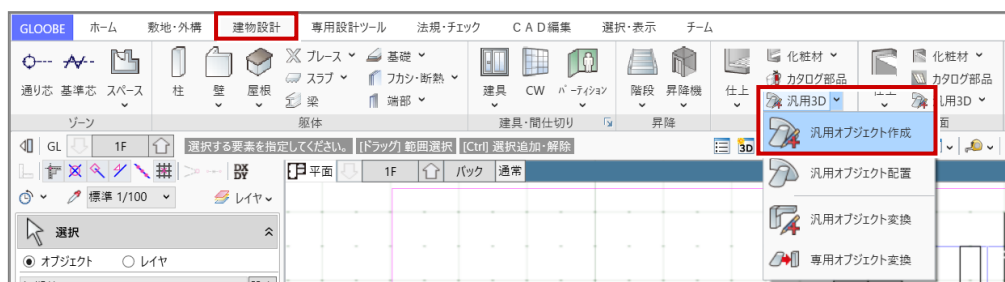 GLOOBE ホーム 敷地・外構 建物設計 専用設計ツール 法規・チェック CAD編集 選択・表示 チーム
ブレース 基礎 化粧材 化粧材
スラブ フカシ・断熱 カタログ部品 カタログ部品
通り芯 基準芯 スペース 柱 壁 屋根 梁 端部 建具 CW パーティション 階段 昇降機 仕上 汎用3D 汎用3D
ゾーン 躯体 建具・間仕切り 昇降 面
GL 1F 選択する要素を指定してください。 [ドラッグ] 範囲選択 [Ctrl] 選択追加・解除 3D
汎用オブジェクト作成
DX DY 平面 1F バック 通常
汎用オブジェクト配置
標準 1/100 レイヤ
汎用オブジェクト変換
選択
オブジェクト レイヤ
専用オブジェクト変換